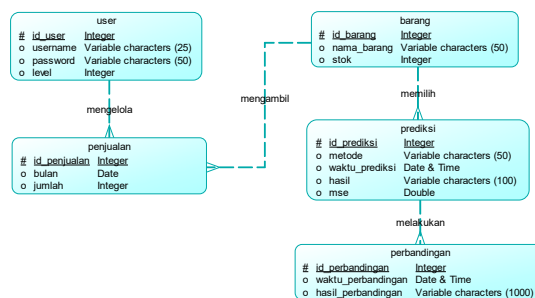 user
# id_user Integer
o username Variable characters (25)
o password Variable characters (50)
o level Integer
barang
# id_barang Integer
o nama_barang Variable characters (50)
o stok Integer
mengelola
mengambil
memilih
penjualan
# id_penjualan Integer
o bulan Date
o jumlah Integer
prediksi
# id_prediksi Integer
o metode Variable characters (50)
o waktu_prediksi Date & Time
o hasil Variable characters (100)
o mse Double
melakukan
perbandingan
# id_perbandingan Integer
o waktu_perbandingan Date & Time
o hasil_perbandingan Variable characters (1000)